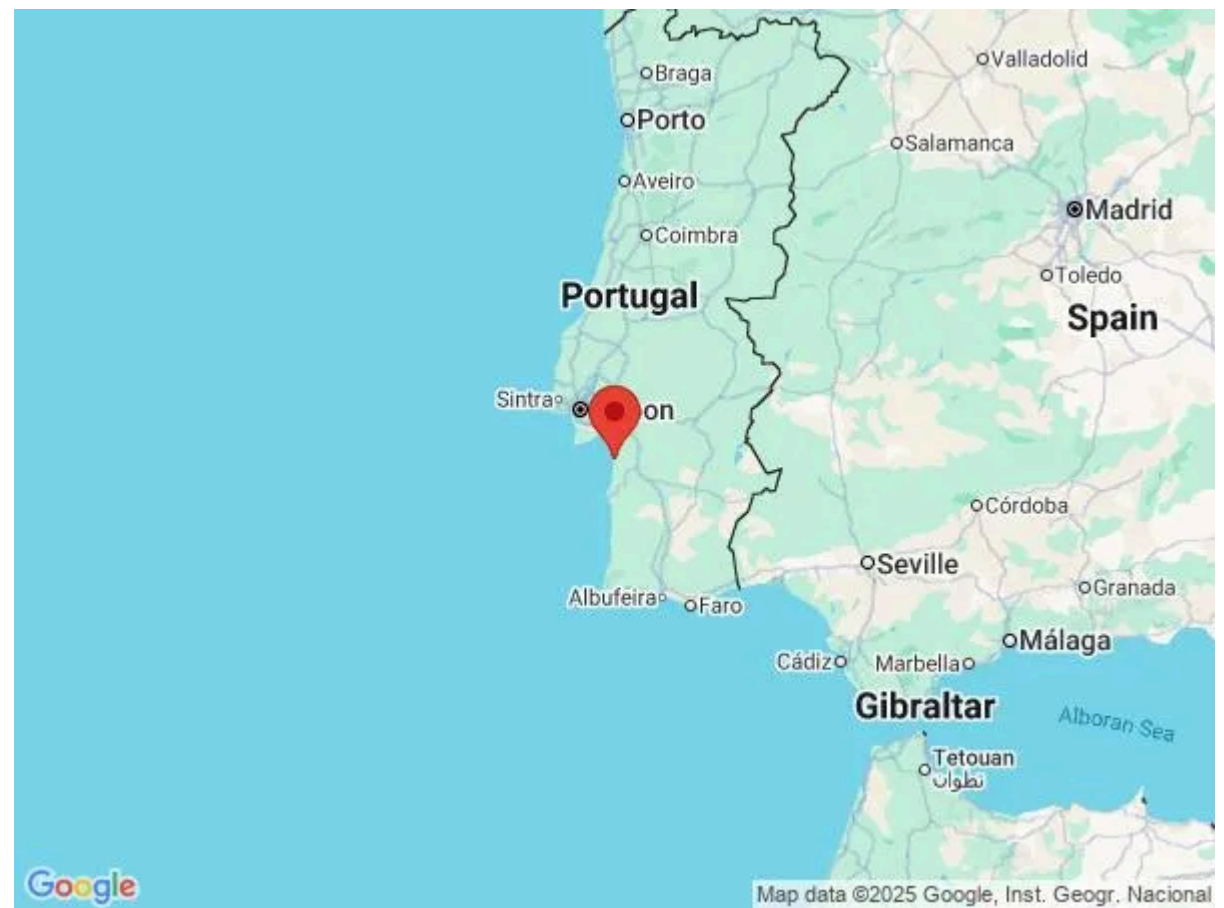 Valladolid
Braga
Porto
Salamanca
Aveiro
Madrid
Coimbra
Toledo
Portugal
Spain
Sintra
on
Córdoba
Seville
Granada
Albufeira
Faro
Málaga
Cádiz
Marbella
Gibraltar
Alboran Sea
Tetouan
تطوان
Google
Map data ©2025 Google, Inst. Geogr. Nacional